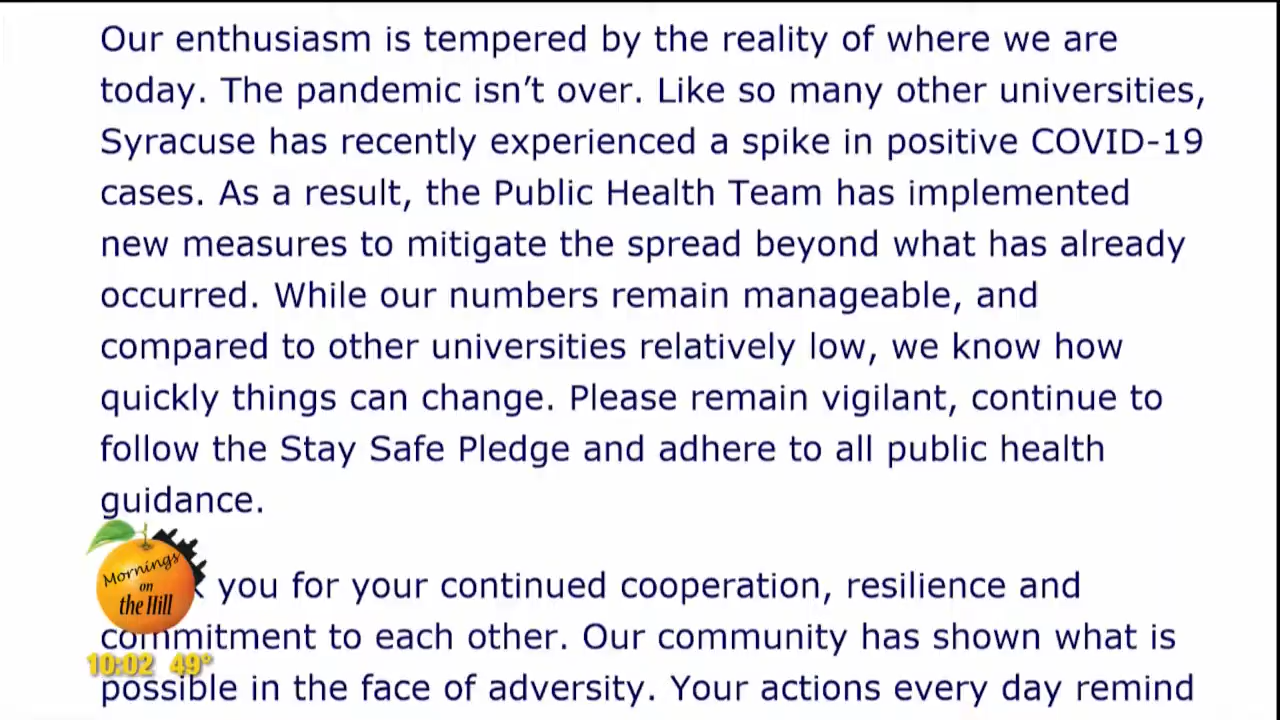 Our enthusiasm is tempered by the reality of where we are
today. The pandemic isn’t over. Like so many other universities,
Syracuse has recently experienced a spike in positive COVID-19
cases. As a result, the Public Health Team has implemented
new measures to mitigate the spread beyond what has already
occurred. While our numbers remain manageable, and
compared to other universities relatively low, we know how
quickly things can change. Please remain vigilant, continue to
follow the Stay Safe Pledge and adhere to all public health
guidance.
you for your continued cooperation, resilience and
commitment to each other. Our community has shown what is
possible in the face of adversity. Your actions every day remind
Mornings
on
the Hill
10:02 49°